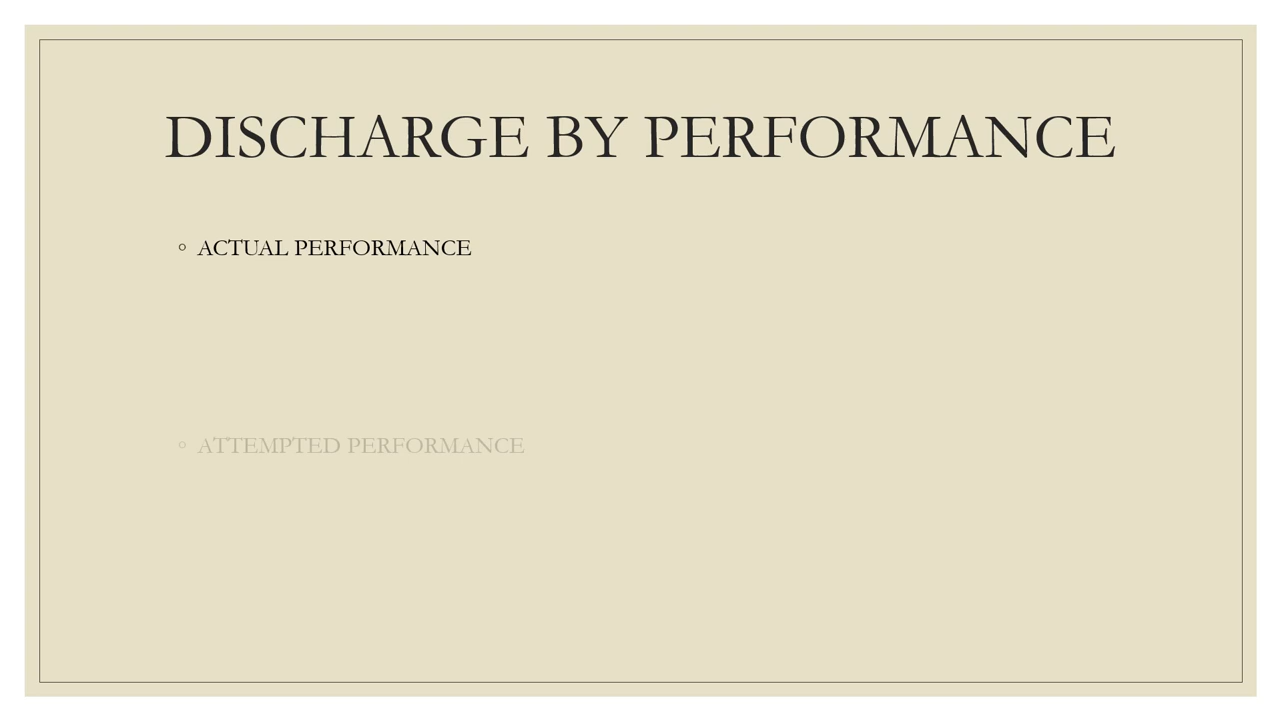 DISCHARGE BY PERFORMANCE
◦ ACTUAL PERFORMANCE
◦ ATTEMPTED PERFORMANCE